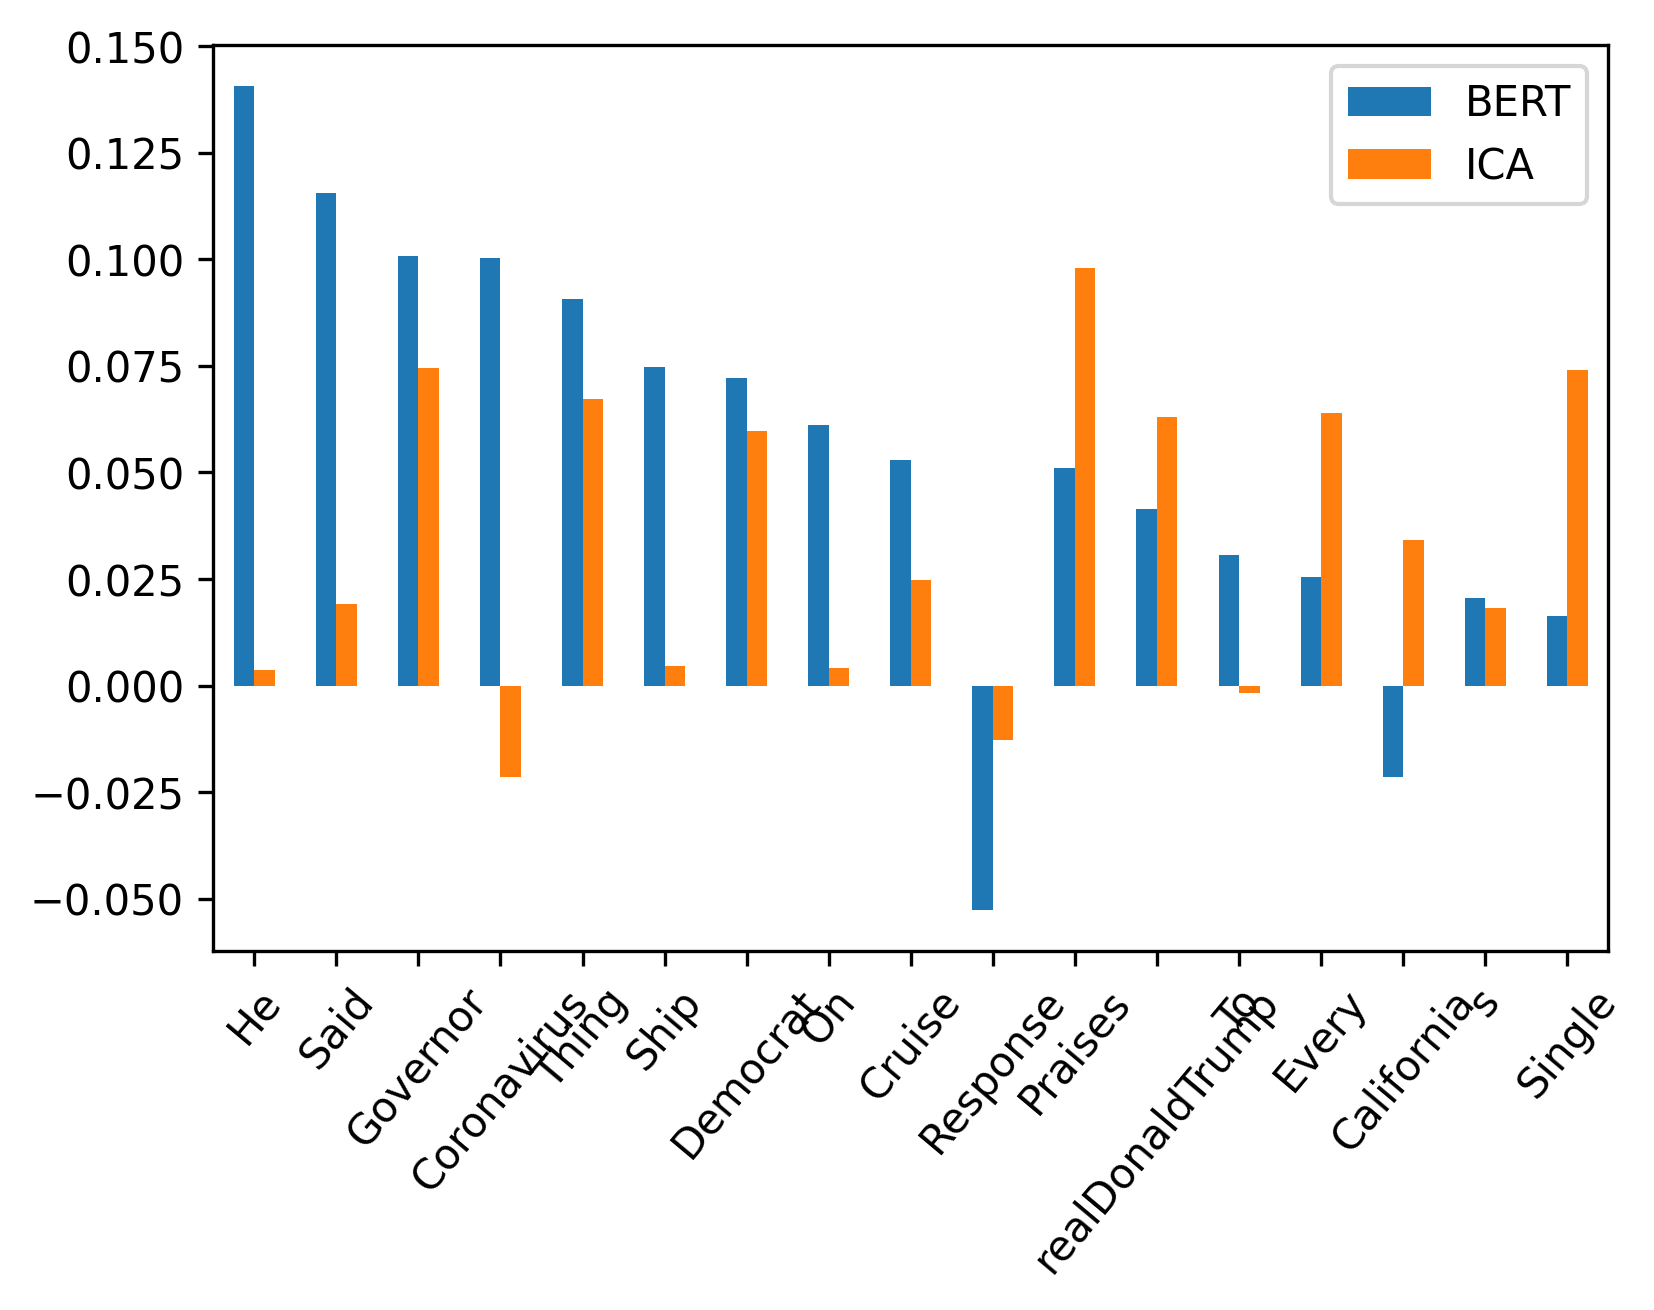 0.150
0.125
0.100
0.075
0.050
0.025
0.000
−0.025
−0.050
BERT
ICA
He
Said
Governor
Coronavirus
Thing
Ship
Democrat
On
Cruise
Response
Praises
realDonaldTrump
To
Every
California
s
Single